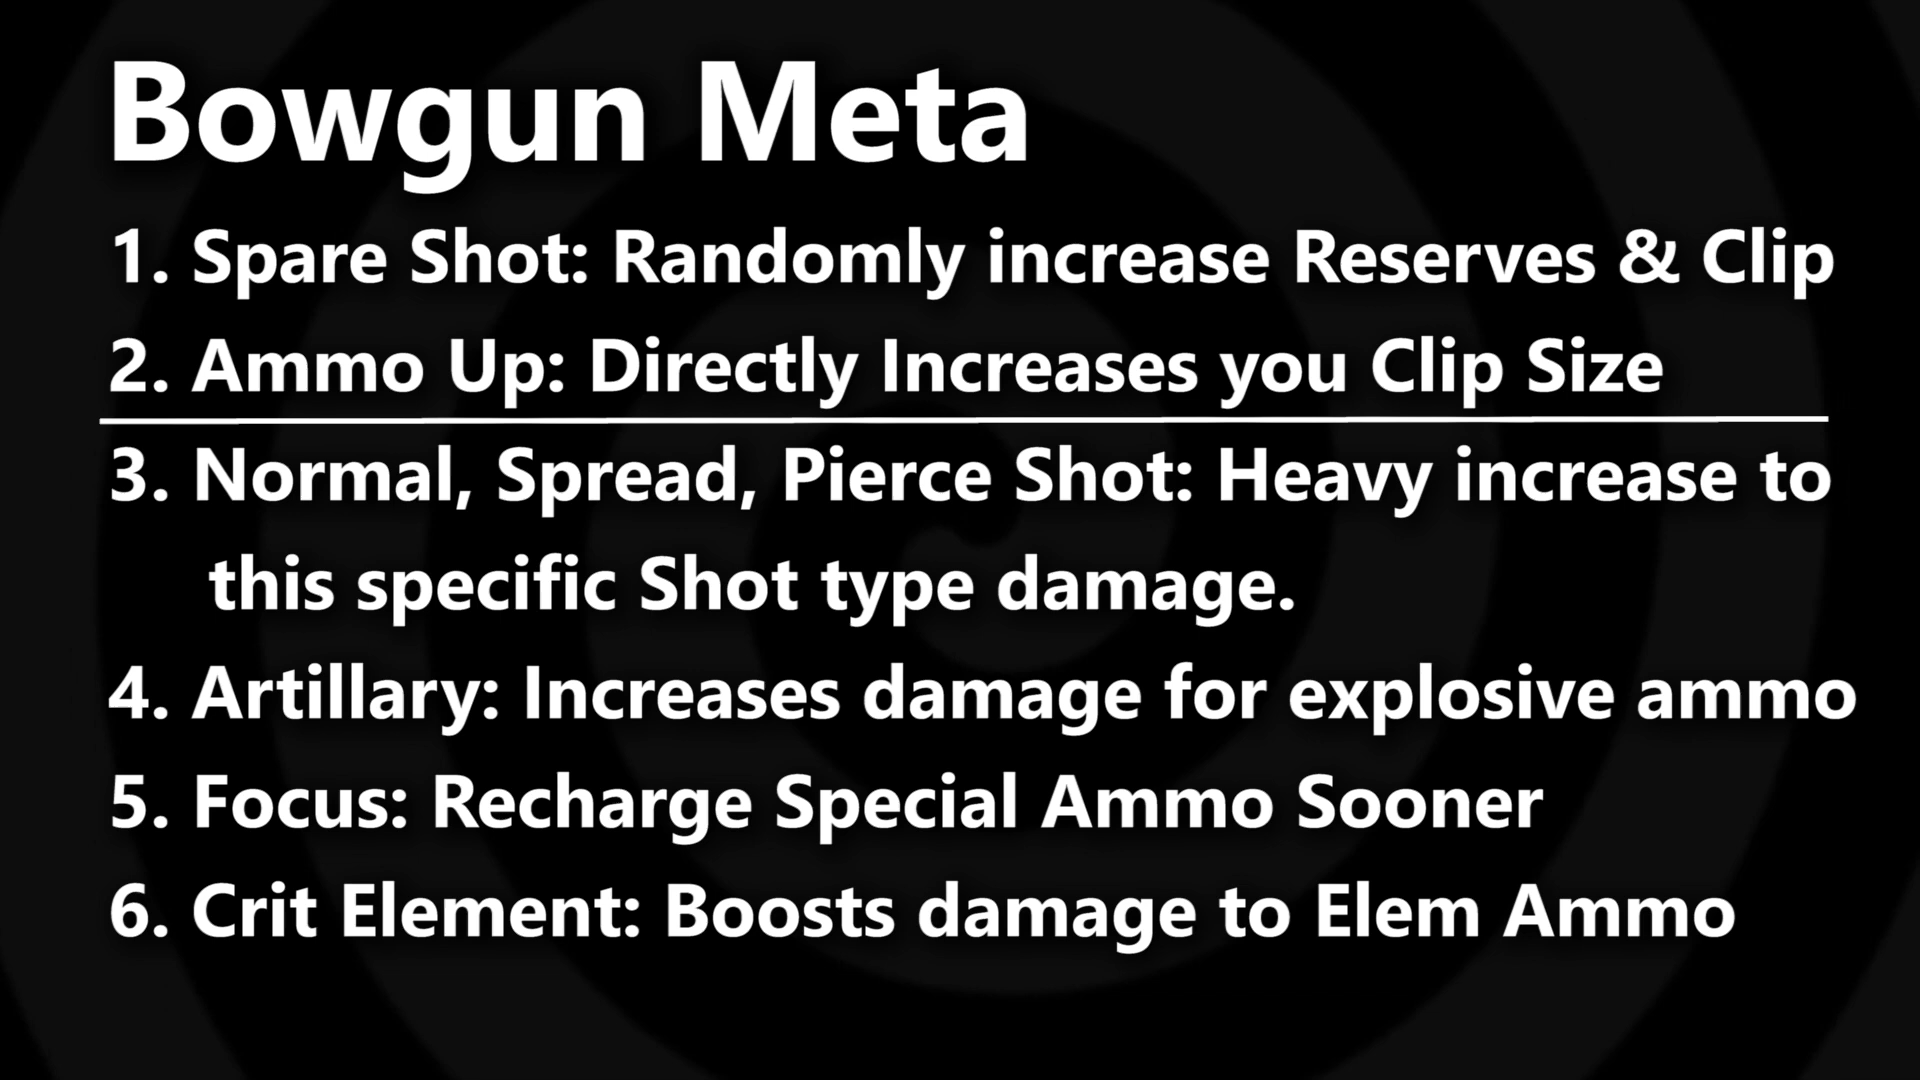 Bowgun Meta
1. Spare Shot: Randomly increase Reserves & Clip
2. Ammo Up: Directly Increases you Clip Size
3. Normal, Spread, Pierce Shot: Heavy increase to
this specific Shot type damage.
4. Artillary: Increases damage for explosive ammo
5. Focus: Recharge Special Ammo Sooner
6. Crit Element: Boosts damage to Elem Ammo